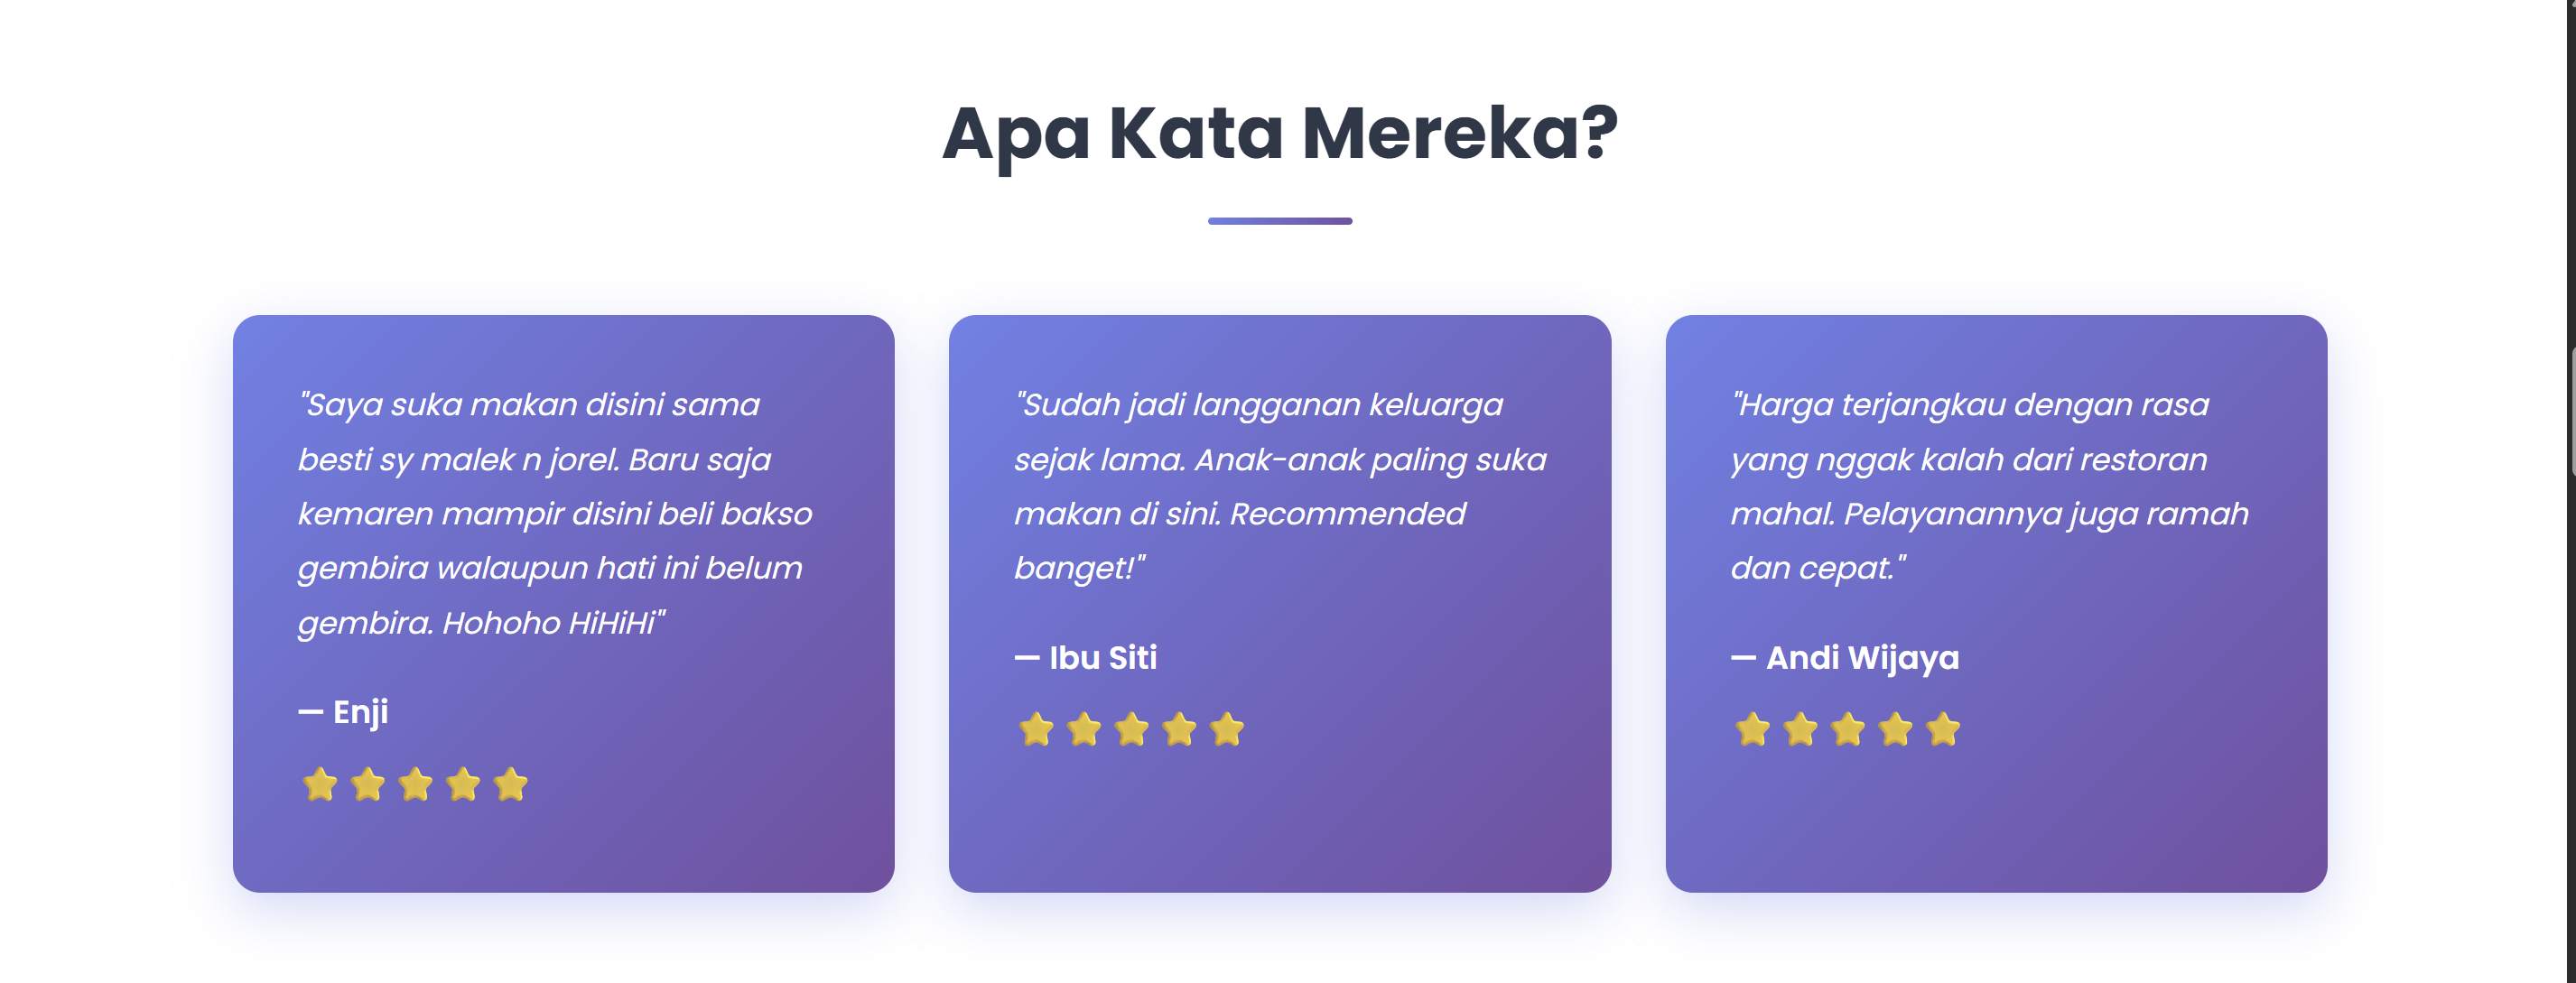 Apa Kata Mereka?
"Saya suka makan disini sama
besti sy malek n jorel. Baru saja
kemaren mampir disini beli bakso
gembira walaupun hati ini belum
gembira. Hohoho HiHiHi"
— Enji
"Sudah jadi langganan keluarga
sejak lama. Anak-anak paling suka
makan di sini. Recommended
banget!"
— Ibu Siti
"Harga terjangkau dengan rasa
yang nggak kalah dari restoran
mahal. Pelayanannya juga ramah
dan cepat."
— Andi Wijaya